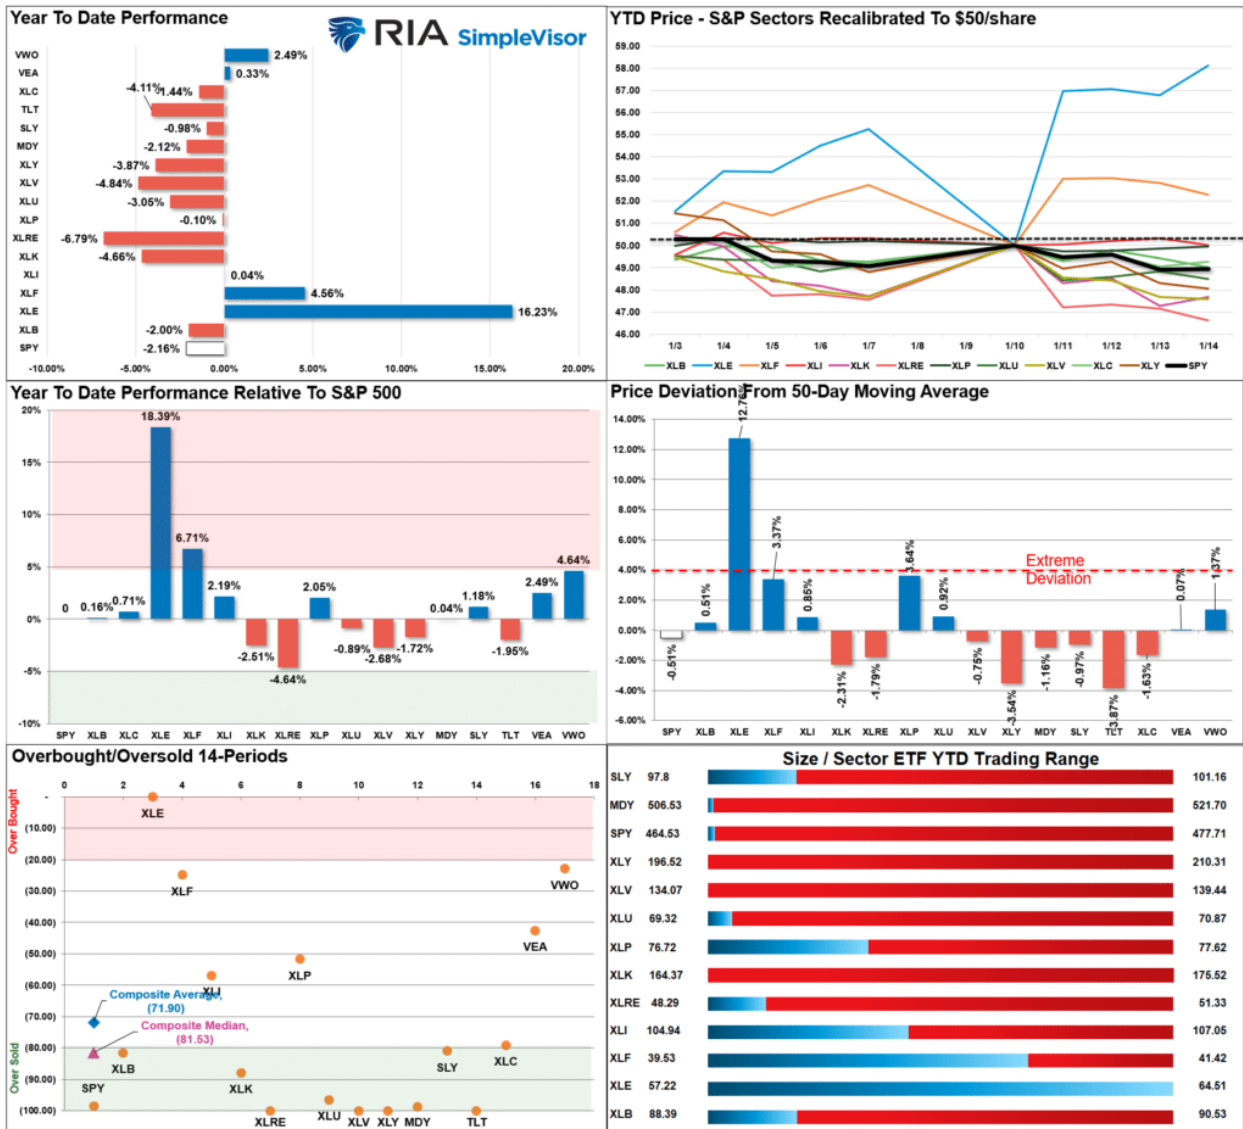 Year To Date Performance
RIA SimpleVisor
VWO
2.49%
VEA
0.33%
XLC
-1.44%
TLT
-4.11%
SLY
-0.98%
MDY
-2.12%
XLY
-3.87%
XLV
-4.84%
XLU
-3.05%
XLP
-0.10%
XLRE
-6.79%
XLK
-4.66%
XLI
0.04%
XLF
4.56%
XLE
16.23%
XLB
-2.00%
SPY
-2.16%
-10.00% -5.00% 0.00% 5.00% 10.00% 15.00% 20.00%
YTD Price - S&P Sectors Recalibrated To $50/share
59.00
58.00
57.00
56.00
55.00
54.00
53.00
52.00
51.00
50.00
49.00
48.00
47.00
46.00
1/3 1/4 1/5 1/6 1/7 1/8 1/9 1/10 1/11 1/12 1/13 1/14
XLB XLE XLF XLI XLK XLRE XLP XLU XLV XLC XLY SPY
Year To Date Performance Relative To S&P 500
20%
15%
10%
5%
0%
-5%
-10%
0 0.16% 0.71% 18.39% 6.71% 2.19% -2.51% -4.64% 2.05% -0.89% -2.68% -1.72% 0.04% 1.18% -1.95% 2.49% 4.64%
SPY XLB XLC XLE XLF XLI XLK XLRE XLP XLU XLV XLY MDY SLY TLT VEA VWO
Price Deviation From 50-Day Moving Average
14.00%
12.00%
10.00%
8.00%
6.00%
4.00%
2.00%
0.00%
-2.00%
-4.00%
-6.00%
Extreme
Deviation
-0.51% 0.51% 12.76% 3.37% 0.85% -2.31% -1.79% 3.64% 0.92% -0.75% -3.54% -1.16% -0.97% -3.87% -1.63% 0.07% 1.37%
SPY XLB XLE XLF XLI XLK XLRE XLP XLU XLV XLY MDY SLY TLT XLC VEA VWO
Overbought/Oversold 14-Periods
0 2 4 6 8 10 12 14 16 18
Over Bought
Over Sold
-
(10.00)
(20.00)
(30.00)
(40.00)
(50.00)
(60.00)
(70.00)
(80.00)
(90.00)
(100.00)
XLE
XLF
VWO
VEA
XLP
XLI
Composite Average,
(71.90)
Composite Median,
(81.53)
XLB
SLY
XLC
SPY
XLK
XLRE
XLU
XLV
XLY
MDY
TLT
Size / Sector ETF YTD Trading Range
SLY 97.8 101.16
MDY 506.53 521.70
SPY 464.53 477.71
XLY 196.52 210.31
XLV 134.07 139.44
XLU 69.32 70.87
XLP 76.72 77.62
XLK 164.37 175.52
XLRE 48.29 51.33
XLI 104.94 107.05
XLF 39.53 41.42
XLE 57.22 64.51
XLB 88.39 90.53